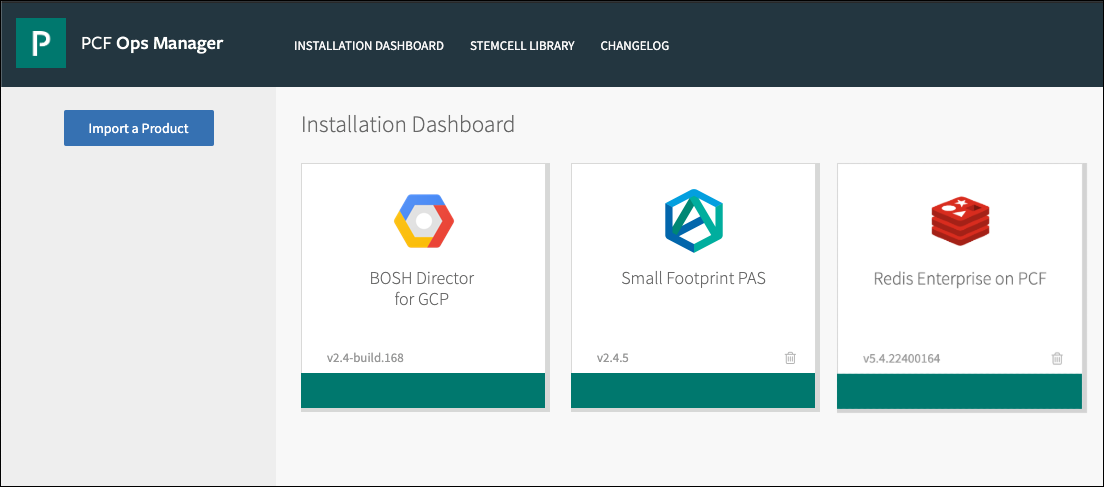 P
PCF Ops Manager
INSTALLATION DASHBOARD
STEMCELL LIBRARY
CHANGELOG
Import a Product
Installation Dashboard
BOSH Director
for GCP
v2.4-build.168
Small Footprint PAS
v2.4.5
Redis Enterprise on PCF
v5.4.22400164